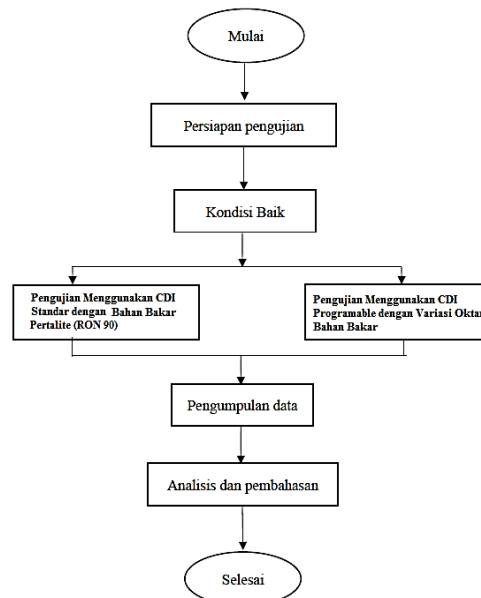 Mulai
Persiapan pengujian
Kondisi Baik
Pengujian Menggunakan CDI
Standar dengan Bahan Bakar
Pertalite (RON 90)
Pengujian Menggunakan CDI
Programable dengan Variasi Oktan
Bahan Bakar
Pengumpulan data
Analisis dan pembahasan
Selesai